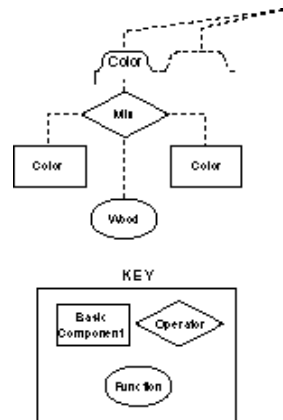 Color
Mix
Color
Color
Wood
KEY
Basic
Component
Operator
Function